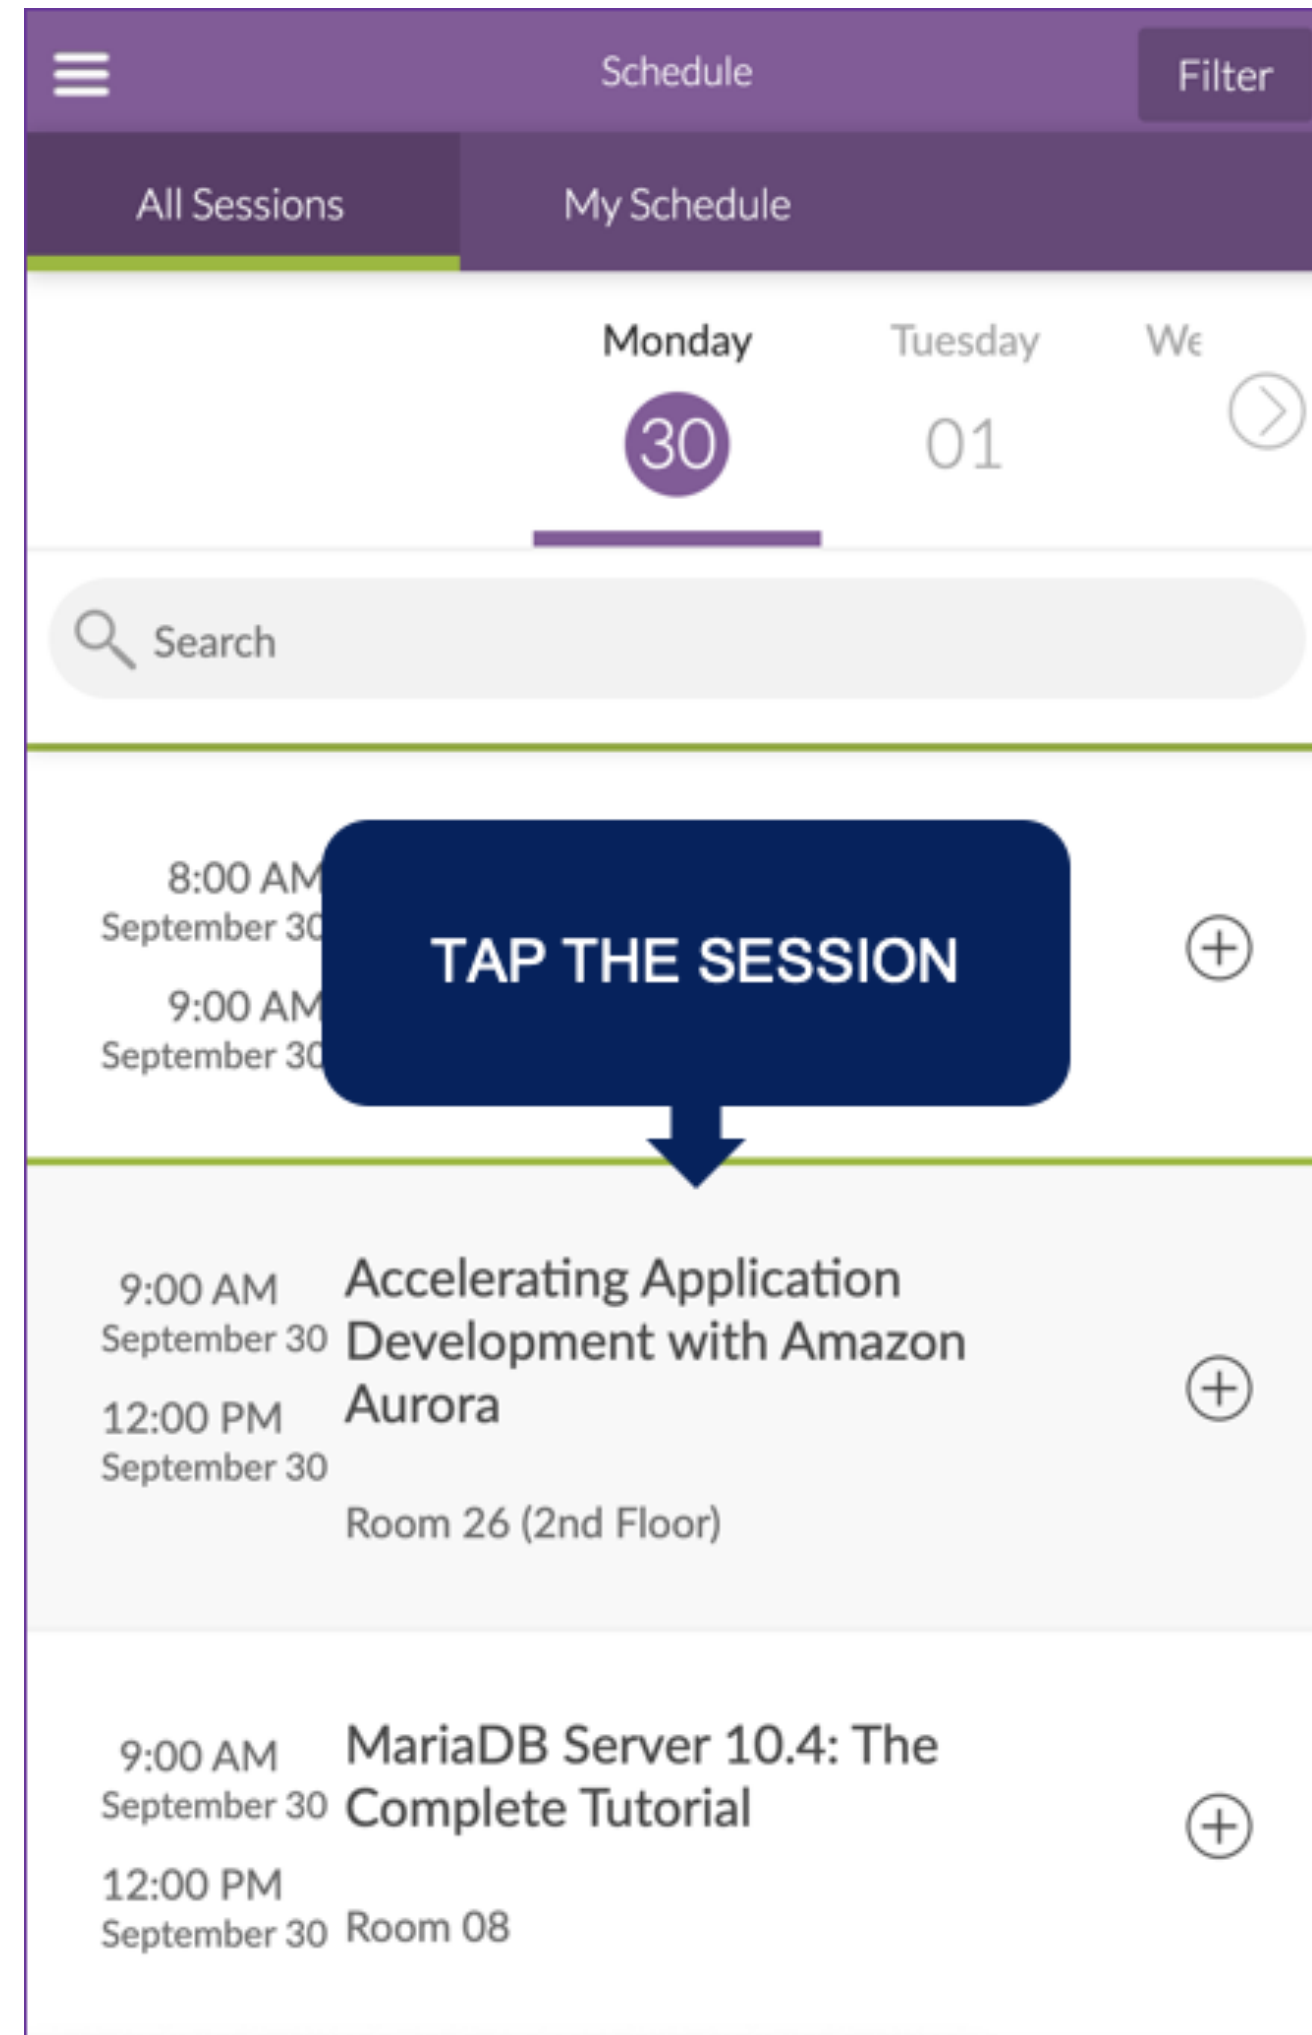 Schedule
Filter
All Sessions
My Schedule
Monday
Tuesday
We
30
01
Search
8:00 AM
September 30
9:00 AM
September 30
TAP THE SESSION
9:00 AM
September 30
12:00 PM
September 30
Accelerating Application
Development with Amazon
Aurora
Room 26 (2nd Floor)
9:00 AM
September 30
12:00 PM
September 30
MariaDB Server 10.4: The
Complete Tutorial
Room 08